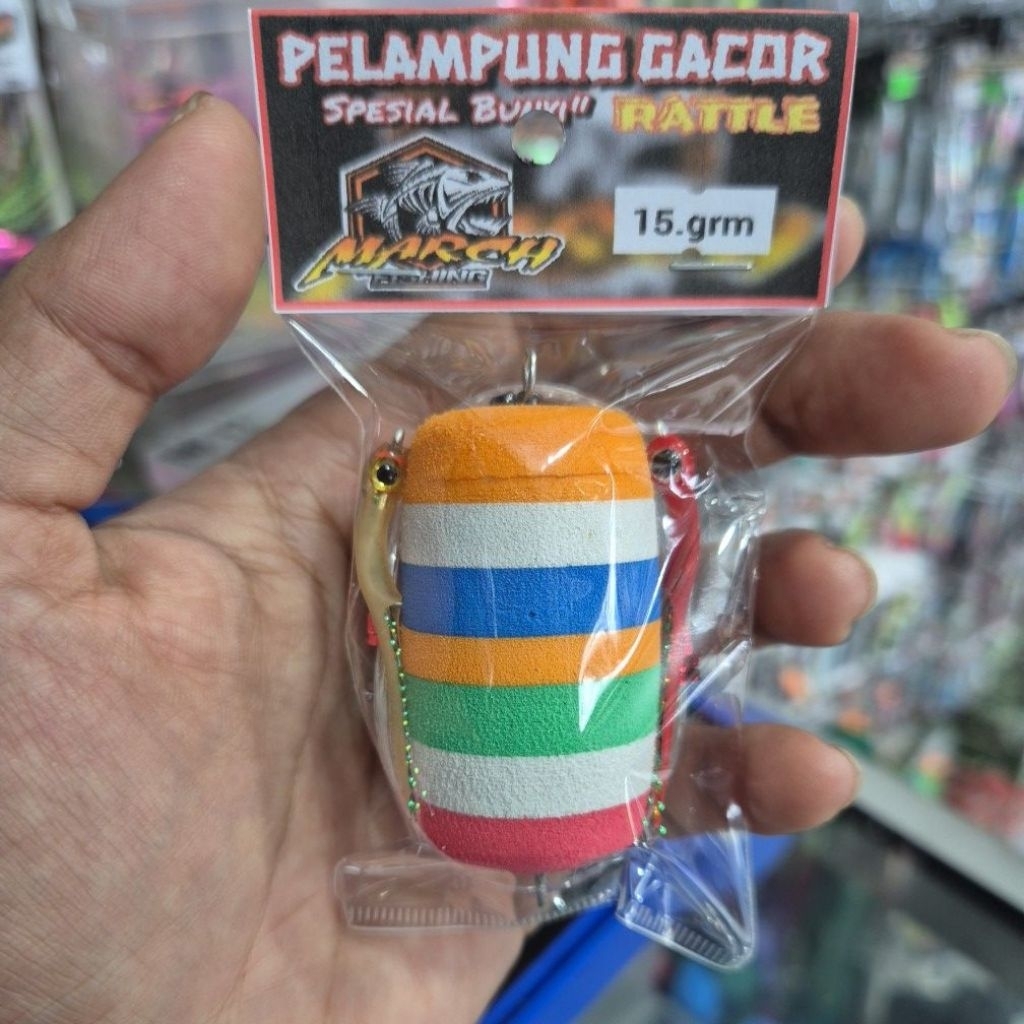 PELAMPUNG GACOR
SPESIAL BUNYI" RATTLE
15.grm
MARCH
FISHING